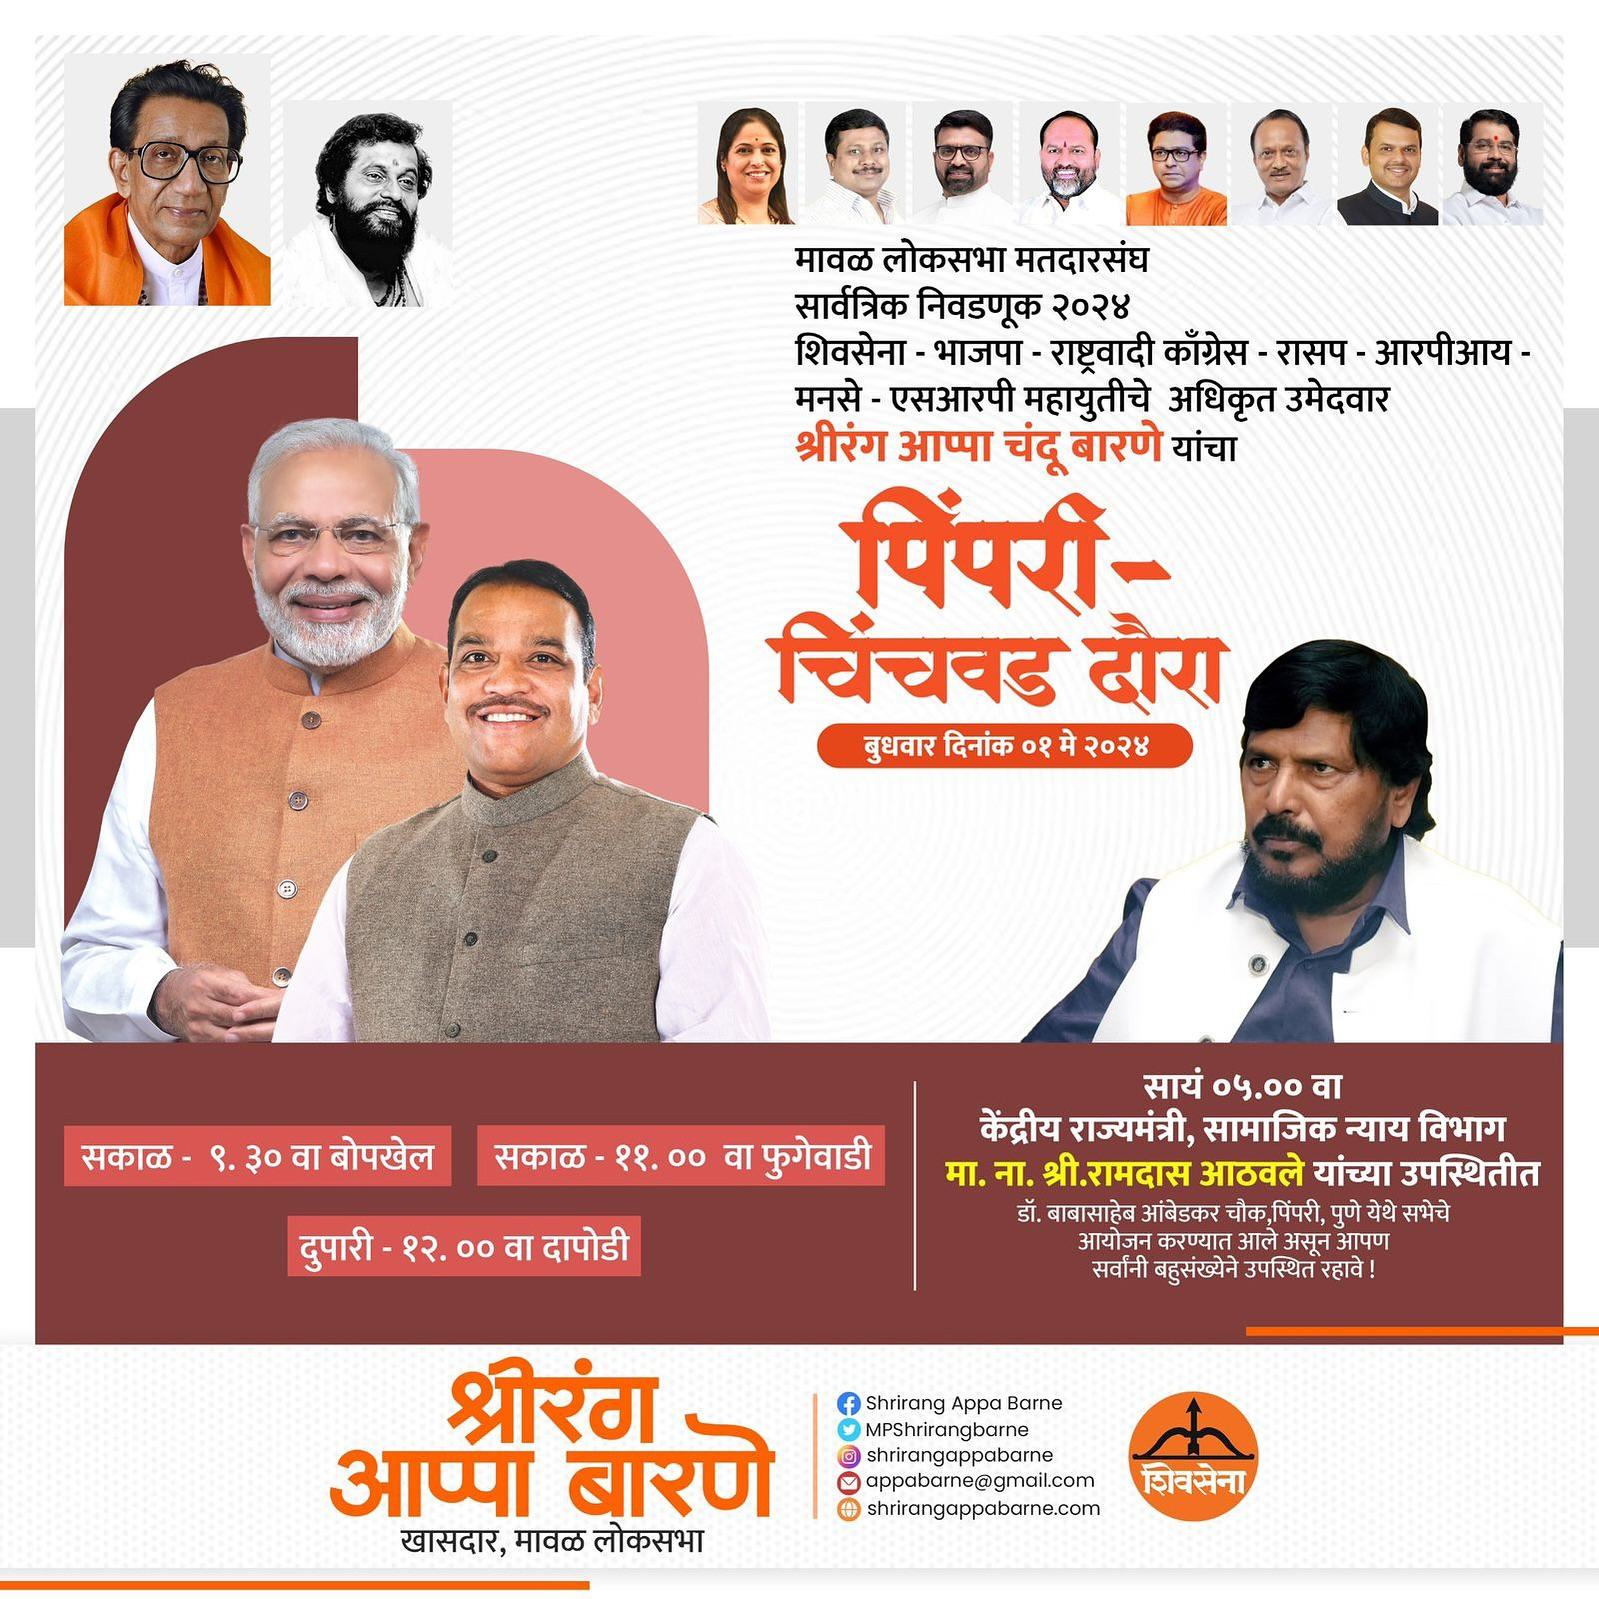 मावळ लोकसभा मतदारसंघ
सार्वत्रिक निवडणूक २०२४
शिवसेना - भाजपा - राष्ट्रवादी काँग्रेस - रासप - आरपीआय -
मनसे - एसआरपी महायुतीचे अधिकृत उमेदवार
श्रीरंग आप्पा चंदू बारणे यांचा
पिंपरी-
चिंचवड दौरा
बुधवार दिनांक ०१ मे २०२४
सकाळ - ९. ३० वा बोपखेल
सकाळ - ११. ०० वा फुगेवाडी
दुपारी - १२. ०० वा दापोडी
सायं ०५.०० वा
केंद्रीय राज्यमंत्री, सामाजिक न्याय विभाग
मा. ना. श्री.रामदास आठवले यांच्या उपस्थितीत
डॉ. बाबासाहेब आंबेडकर चौक,पिंपरी, पुणे येथे सभेचे
आयोजन करण्यात आले असून आपण
सर्वांनी बहुसंख्येने उपस्थित रहावे !
श्रीरंग
आप्पा बारणे
खासदार, मावळ लोकसभा
Shrirang Appa Barne
MPShrirangbarne
shrirangappabarne
appabarne@gmail.com
shrirangappabarne.com
शिवसेना